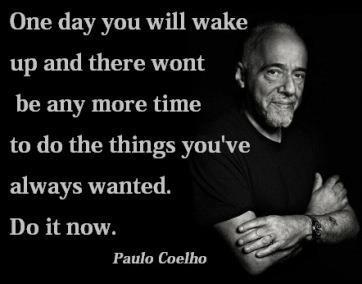 One day you will wake
up and there wont
be any more time
to do the things you've
always wanted.
Do it now.
Paulo Coelho